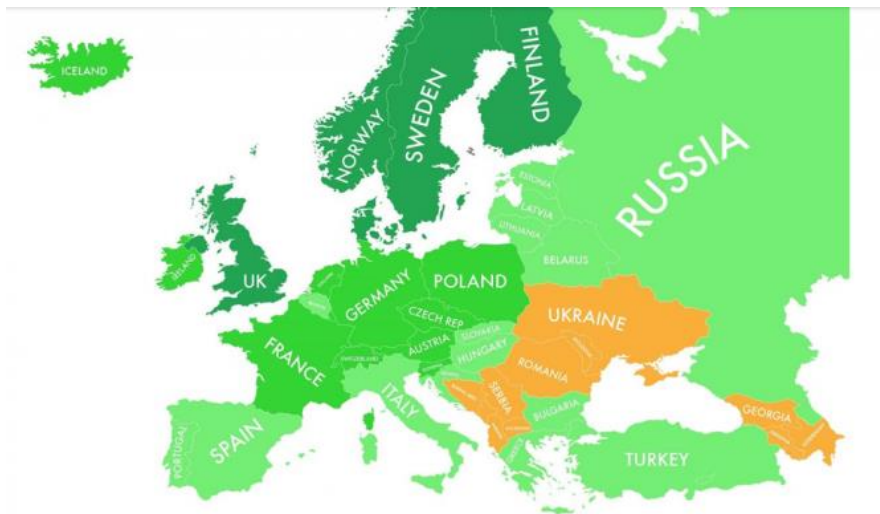 ICELAND
FINLAND
SWEDEN
NORWAY
RUSSIA
ESTONIA
LATVIA
LITHUANIA
BELARUS
IRELAND
UK
GERMANY
POLAND
UKRAINE
CZECH REP
SLOVAKIA
AUSTRIA
HUNGARY
FRANCE
SWITZERLAND
ROMANIA
ITALY
SERBIA
BULGARIA
GEORGIA
PORTUGAL
SPAIN
GREECE
TURKEY